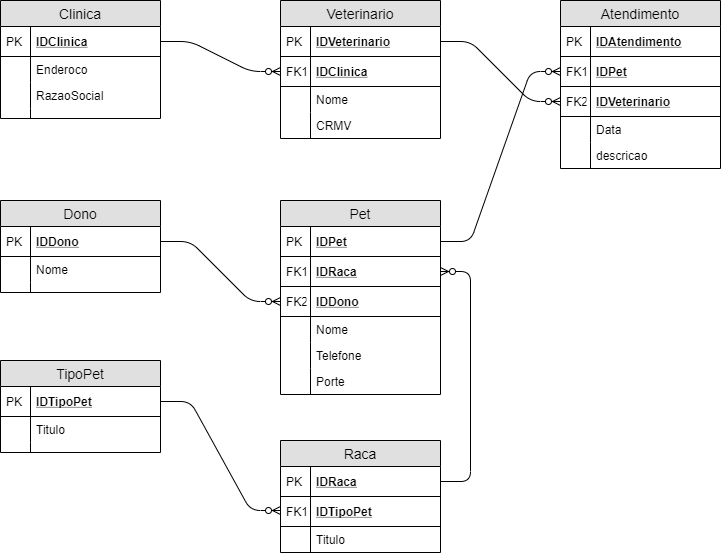 Clinica
PK IDClinica
Enderoco
RazaoSocial
Veterinario
PK IDVeterinario
FK1 IDClinica
Nome
CRMV
Atendimento
PK IDAtendimento
FK1 IDPet
FK2 IDVeterinario
Data
descricao
Dono
PK IDDono
Nome
Pet
PK IDPet
FK1 IDRaca
FK2 IDDono
Nome
Telefone
Porte
TipoPet
PK IDTipoPet
Titulo
Raca
PK IDRaca
FK1 IDTipoPet
Titulo